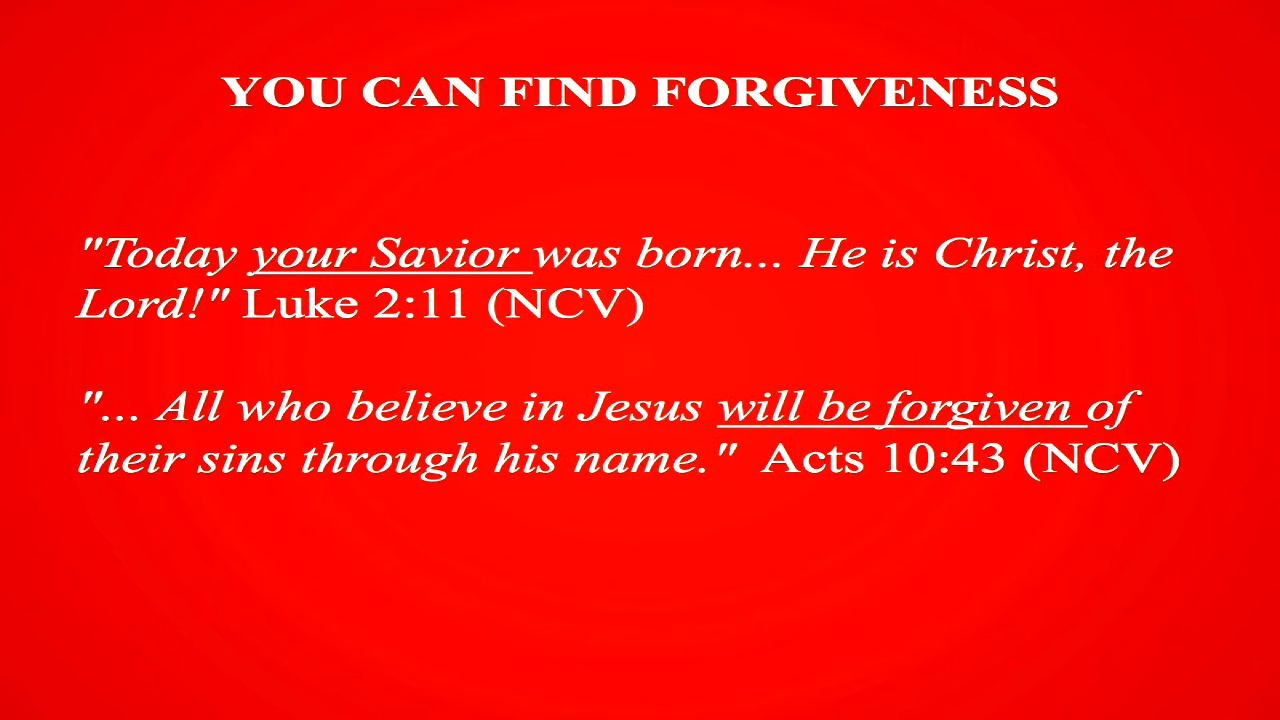 YOU CAN FIND FORGIVENESS
"Today your Savior was born... He is Christ, the
Lord!" Luke 2:11 (NCV)
"... All who believe in Jesus will be forgiven of
their sins through his name."  Acts 10:43 (NCV)